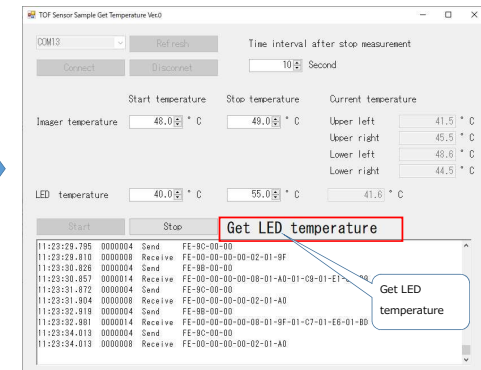 TOF Sensor Sample Get Temperature Ver.0
COM13 Refresh Time interval after stop measurement
Connect Disconnet 10 Second
Start temperature Stop temperature Current temperature
Imager temperature 48.0 ° C 49.0 ° C Upper left 41.5 ° C
Upper right 45.5 ° C
Lower left 48.6 ° C
Lower right 44.5 ° C
LED temperature 40.0 ° C 55.0 ° C 41.6 ° C
Start Stop Get LED temperature
11:23:29.795 0000004 Send FE-9C-00-00
11:23:29.810 0000008 Receive FE-00-00-00-00-02-01-9F
11:23:30.826 0000004 Send FE-9B-00-00
11:23:30.857 0000014 Receive FE-00-00-00-00-08-01-A0-01-C9-01-E1-
11:23:31.872 0000004 Send FE-9C-00-00
11:23:31.904 0000008 Receive FE-00-00-00-00-02-01-A0
11:23:32.919 0000004 Send FE-9B-00-00
11:23:32.981 0000014 Receive FE-00-00-00-00-08-01-9F-01-C7-01-E6-01-BD
11:23:34.013 0000004 Send FE-9C-00-00
11:23:34.013 0000008 Receive FE-00-00-00-00-02-01-A0
Get LED
temperature